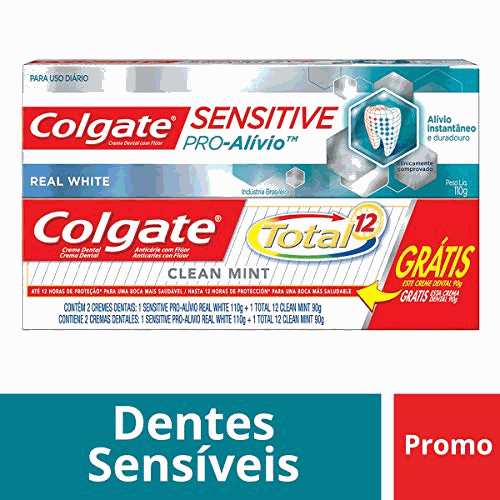 PARA USO DIÁRIO
Colgate®
Creme Dental com Flúor
SENSITIVE
PRO-Alívio™
Alívio
instantâneo
e duradouro
clinicamente
comprovado
REAL WHITE
Indústria Brasileira
Peso Líq.
110g
Colgate®
Creme Dental Anticárie com Flúor
Crema Dental Anticaries con Flúor
Total 12
CLEAN MINT
GRÁTIS
ESTE CREME DENTAL 90g
GRATIS ESTA CREMA
DENTAL 90g
ATÉ 12 HORAS DE PROTEÇÃO* PARA UMA BOCA MAIS SAUDÁVEL / HASTA 12 HORAS DE PROTECCIÓN* PARA UNA BOCA MÁS SALUDABLE
CONTÉM 2 CREMES DENTAIS: 1 SENSITIVE PRO-ALÍVIO REAL WHITE 110g + 1 TOTAL 12 CLEAN MINT 90g
CONTIENE 2 CREMAS DENTALES: 1 SENSITIVE PRO-ALIVIO REAL WHITE 110g + 1 TOTAL 12 CLEAN MINT 90g
Dentes
Sensíveis
Promo